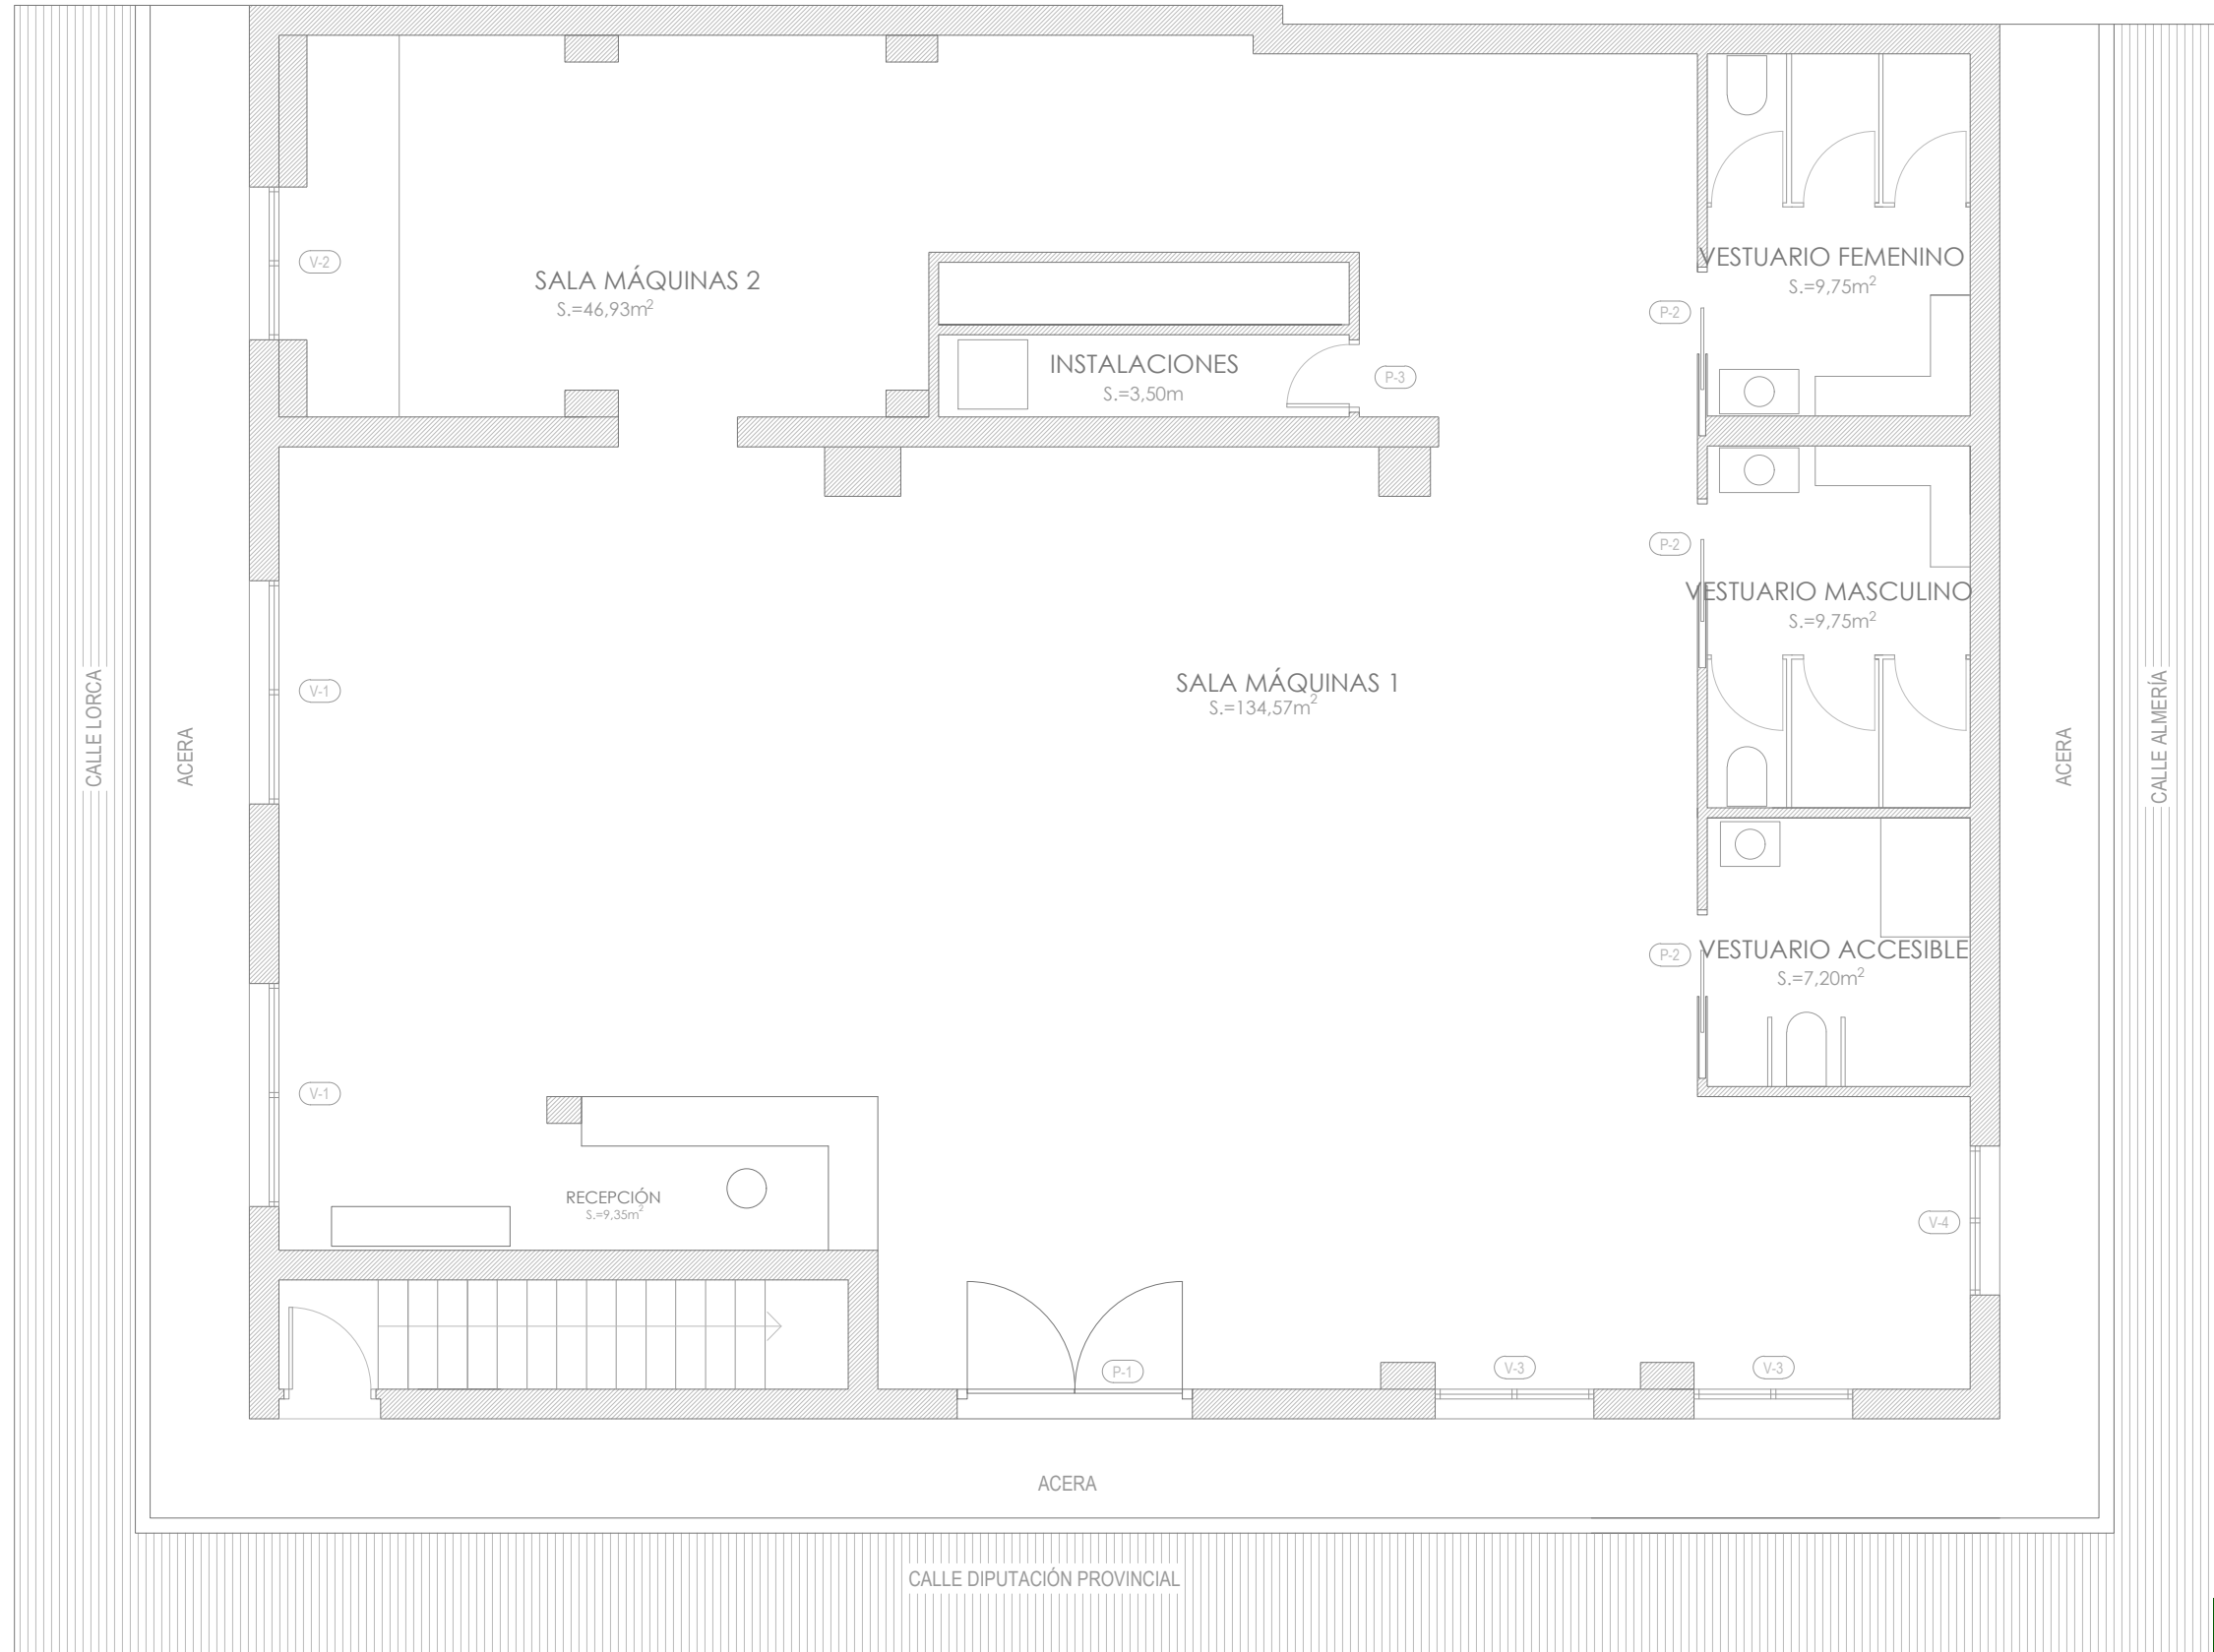 V-2
SALA MÁQUINAS 2
S.=46,93m²
INSTALACIONES
S.=3,50m
P-3
VESTUARIO FEMENINO
S.=9,75m²
P-2
P-2
VESTUARIO MASCULINO
S.=9,75m²
CALLE LORCA
ACERA
V-1
SALA MÁQUINAS 1
S.=134,57m²
ACERA
CALLE ALMERÍA
P-2
VESTUARIO ACCESIBLE
S.=7,20m²
V-1
RECEPCIÓN
S.=9,35m²
V-4
P-1
V-3
V-3
ACERA
CALLE DIPUTACIÓN PROVINCIAL